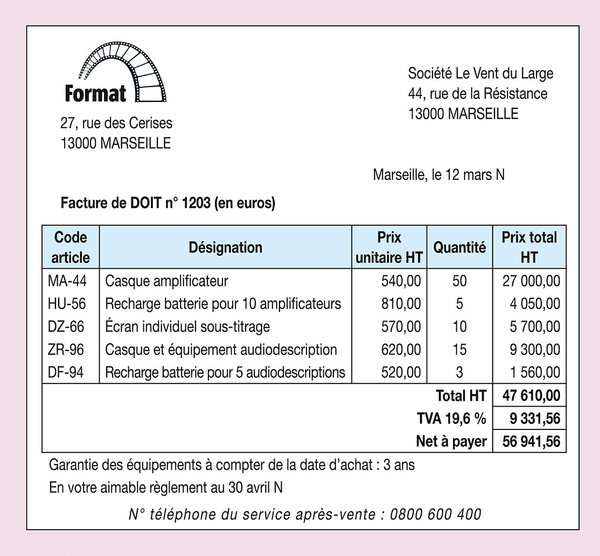 Format
27, rue des Cerises
13000 MARSEILLE
Société Le Vent du Large
44, rue de la Résistance
13000 MARSEILLE
Marseille, le 12 mars N
Facture de DOIT n° 1203 (en euros)
Code article Désignation Prix unitaire HT Quantité Prix total HT
MA-44 Casque amplificateur 540,00 50 27 000,00
HU-56 Recharge batterie pour 10 amplificateurs 810,00 5 4 050,00
DZ-66 Écran individuel sous-titrage 570,00 10 5 700,00
ZR-96 Casque et équipement audiodescription 620,00 15 9 300,00
DF-94 Recharge batterie pour 5 audiodescriptions 520,00 3 1 560,00
Total HT 47 610,00
TVA 19,6 % 9 331,56
Net à payer 56 941,56
Garantie des équipements à compter de la date d'achat : 3 ans
En votre aimable règlement au 30 avril N
N° téléphone du service après-vente : 0800 600 400